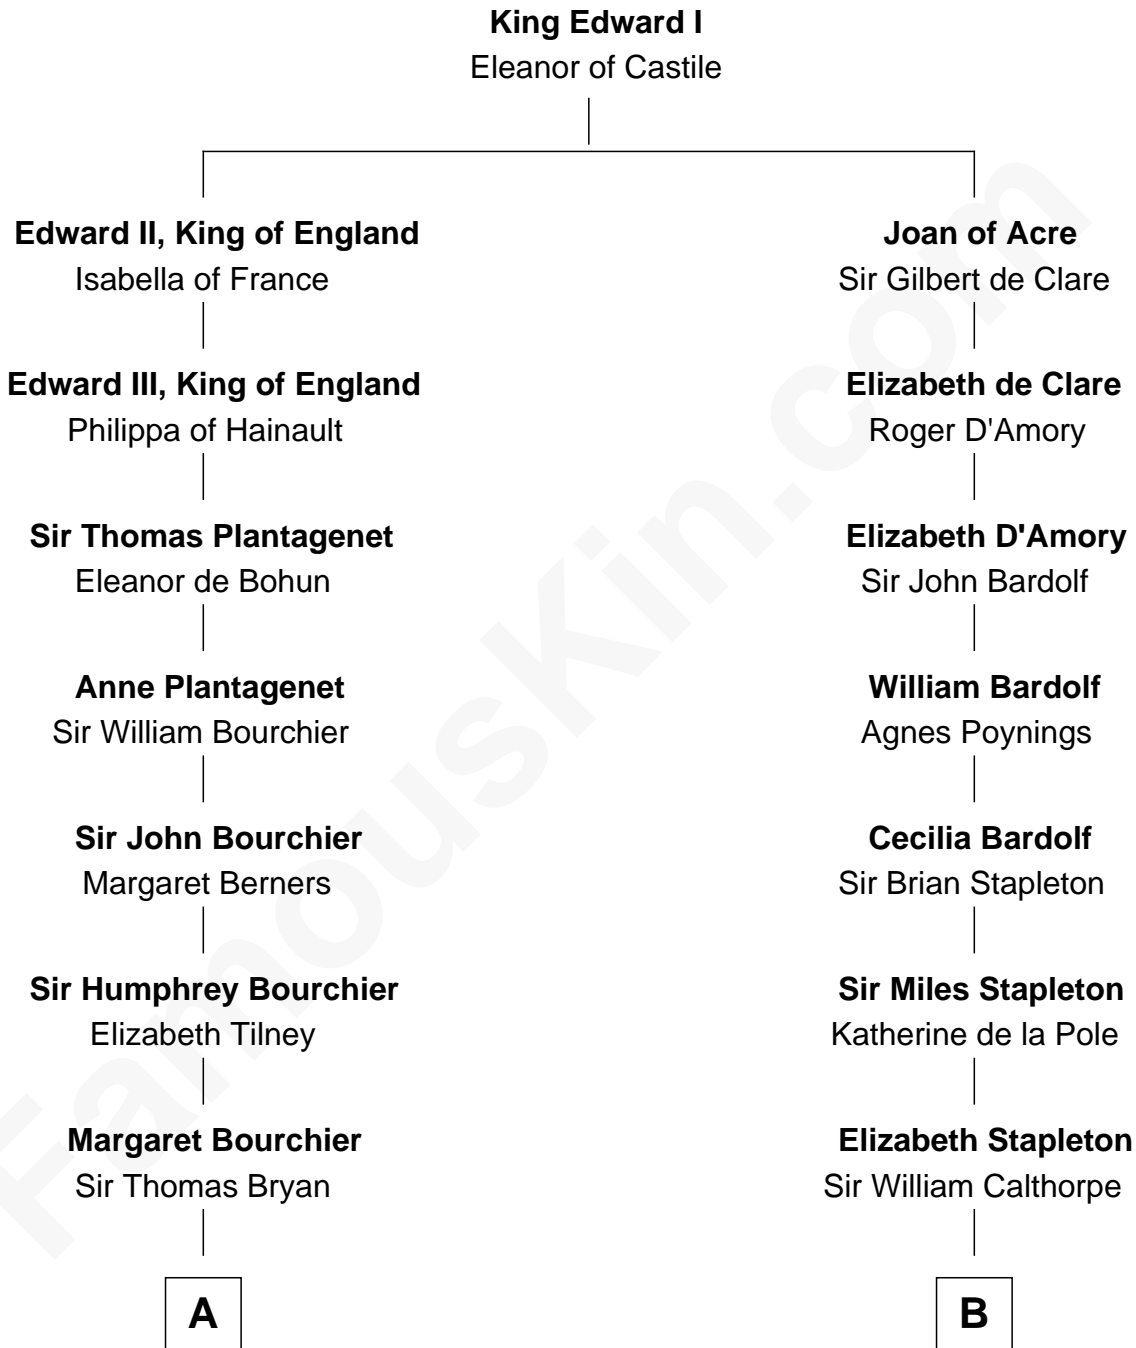 King Edward I
Eleanor of Castile
Edward II, King of England
Isabella of France
Joan of Acre
Sir Gilbert de Clare
Edward III, King of England
Philippa of Hainault
Elizabeth de Clare
Roger D'Amory
Sir Thomas Plantagenet
Eleanor de Bohun
Elizabeth D'Amory
Sir John Bardolf
Anne Plantagenet
Sir William Bourchier
William Bardolf
Agnes Poynings
Sir John Bourchier
Margaret Berners
Cecilia Bardolf
Sir Brian Stapleton
Sir Humphrey Bourchier
Elizabeth Tilney
Sir Miles Stapleton
Katherine de la Pole
Margaret Bourchier
Sir Thomas Bryan
Elizabeth Stapleton
Sir William Calthorpe
A
B
FamousKin.com